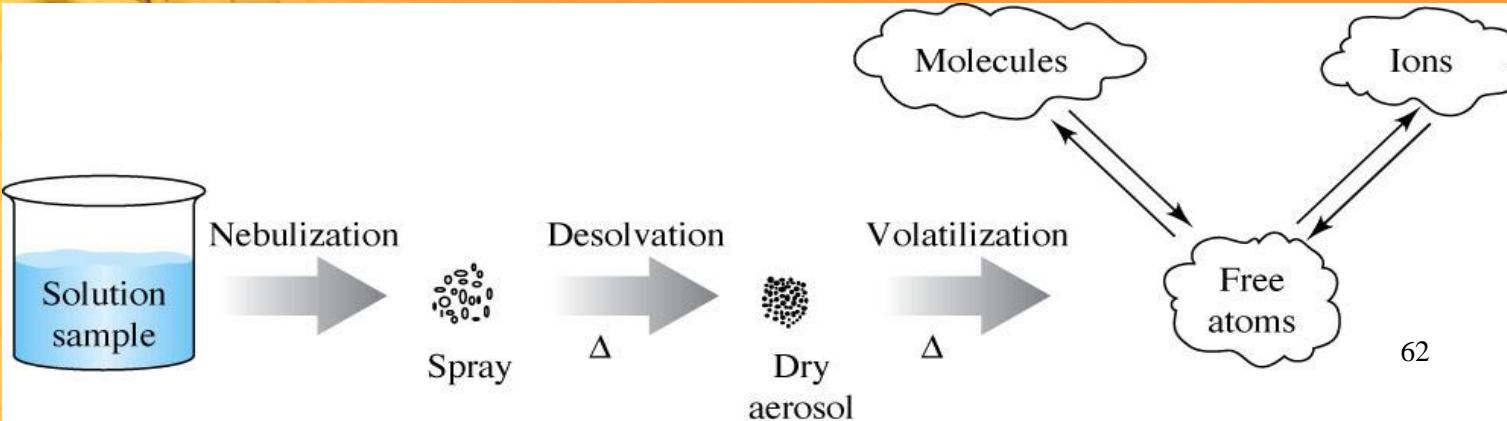 Molecules
Ions
Nebulization
Desolvation
Volatilization
Solution
sample
Free
atoms
Spray
Δ
Dry
aerosol
Δ
62